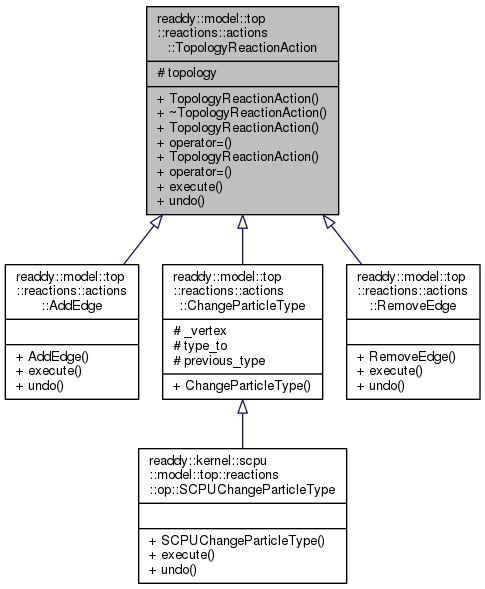 readdy::model::top
::reactions::actions
::TopologyReactionAction
# topology
+ TopologyReactionAction()
+ ~TopologyReactionAction()
+ TopologyReactionAction()
+ operator=()
+ TopologyReactionAction()
+ operator=()
+ execute()
+ undo()
readdy::model::top
::reactions::actions
::AddEdge
+ AddEdge()
+ execute()
+ undo()
readdy::model::top
::reactions::actions
::ChangeParticleType
# _vertex
# type_to
# previous_type
+ ChangeParticleType()
readdy::model::top
::reactions::actions
::RemoveEdge
+ RemoveEdge()
+ execute()
+ undo()
readdy::kernel::scpu
::model::top::reactions
::op::SCPUChangeParticleType
+ SCPUChangeParticleType()
+ execute()
+ undo()